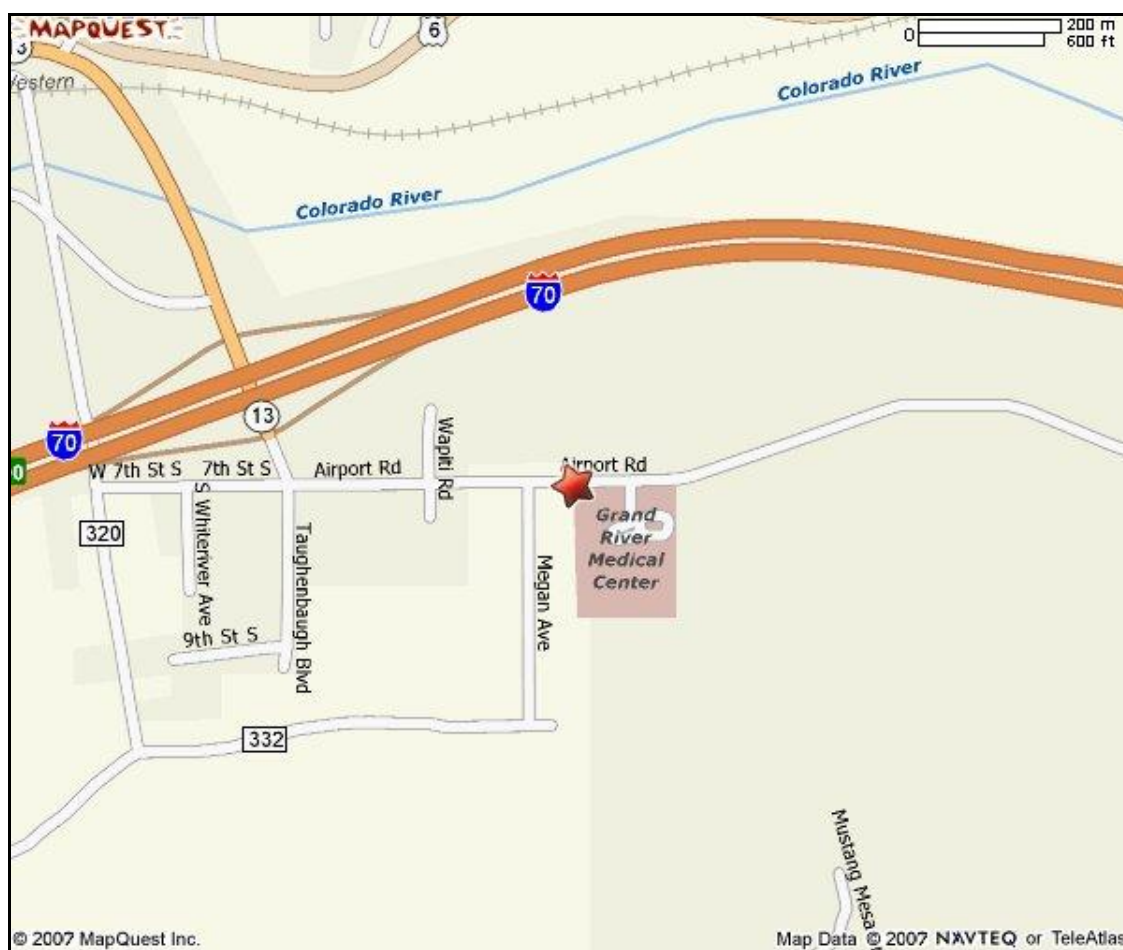 MAPQUEST
6
0
200 m
600 ft
3
Western
Colorado River
Colorado River
70
13
70
0
W 7th St S
7th St S
Airport Rd
Wapiti Rd
Airport Rd
320
S Whiteriver Ave
Taughenbaugh Blvd
Megan Ave
Grand
River
Medical
Center
9th St S
332
Mustang Mesa
© 2007 MapQuest Inc.
Map Data © 2007 NAVTEQ or TeleAtlas